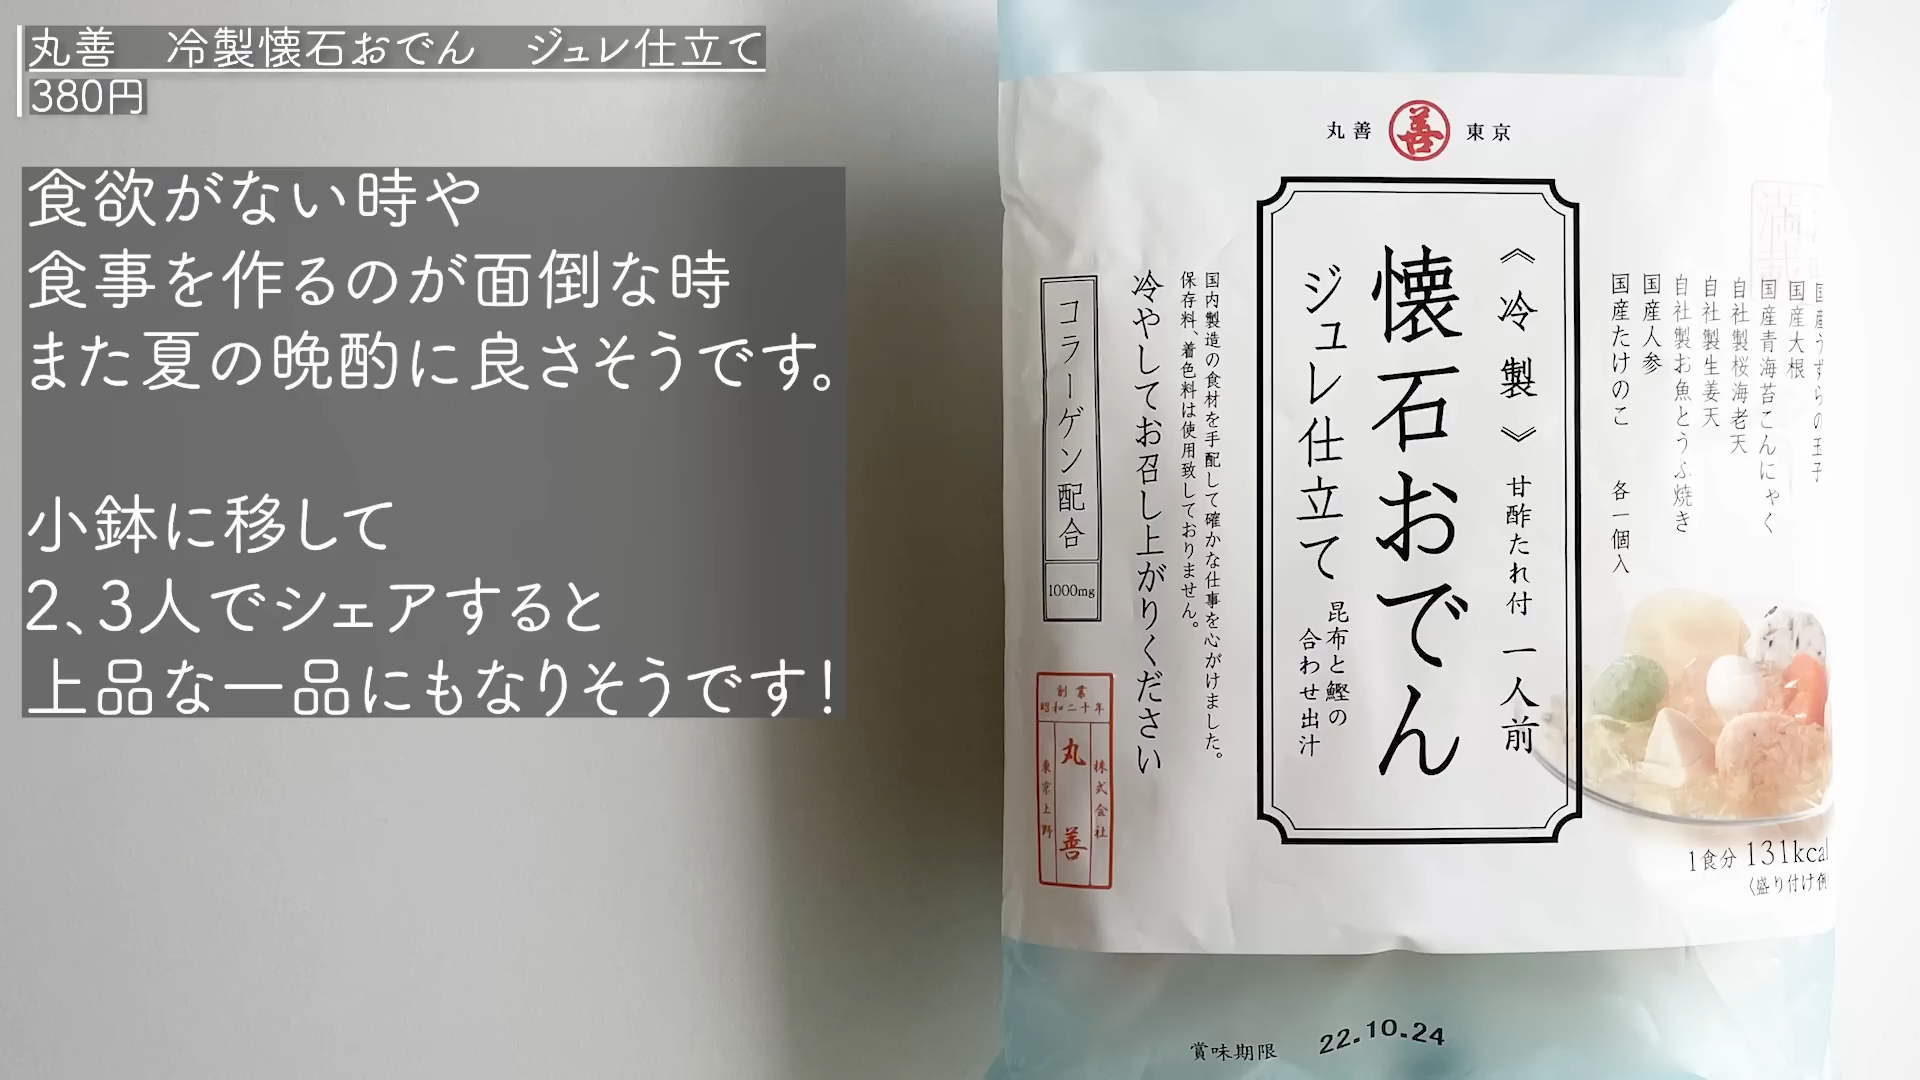 丸善　冷製懐石おでん　ジュレ仕立て
380円
食欲がない時や
食事を作るのが面倒な時
また夏の晩酌に良さそうです。
小鉢に移して
2、3人でシェアすると
上品な一品にもなりそうです!
丸善 善 東京
《冷製》 甘酢たれ付 一人前
懐石おでん
ジュレ仕立て
昆布と鰹の
合わせ出汁
国産うずらの玉子
国産大根
国産青海苔こんにゃく
自社製桜海老天
自社製生姜天
自社製お魚とうふ焼き
国産人参
国産たけのこ 各一個入
国内製造の食材を手配して確かな仕事を心がけました。
保存料、着色料は使用致しておりません。
冷やしてお召し上がりください
コラーゲン配合
1000mg
創業
昭和二十年
株式会社
丸善
東京上野
1食分 131kcal
〈盛り付け例
賞味期限 22.10.24